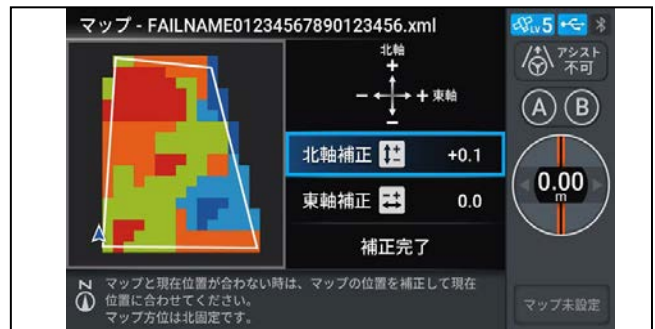 マップ - FAILNAME01234567890123456.xml
LV 5
北軸
+
− + 東軸
−
アシスト
不可
A B
北軸補正 +0.1
東軸補正 0.0
補正完了
0.00
m
N マップと現在位置が合わない時は、マップの位置を補正して現在
位置に合わせてください。
マップ方位は北固定です。
マップ未設定